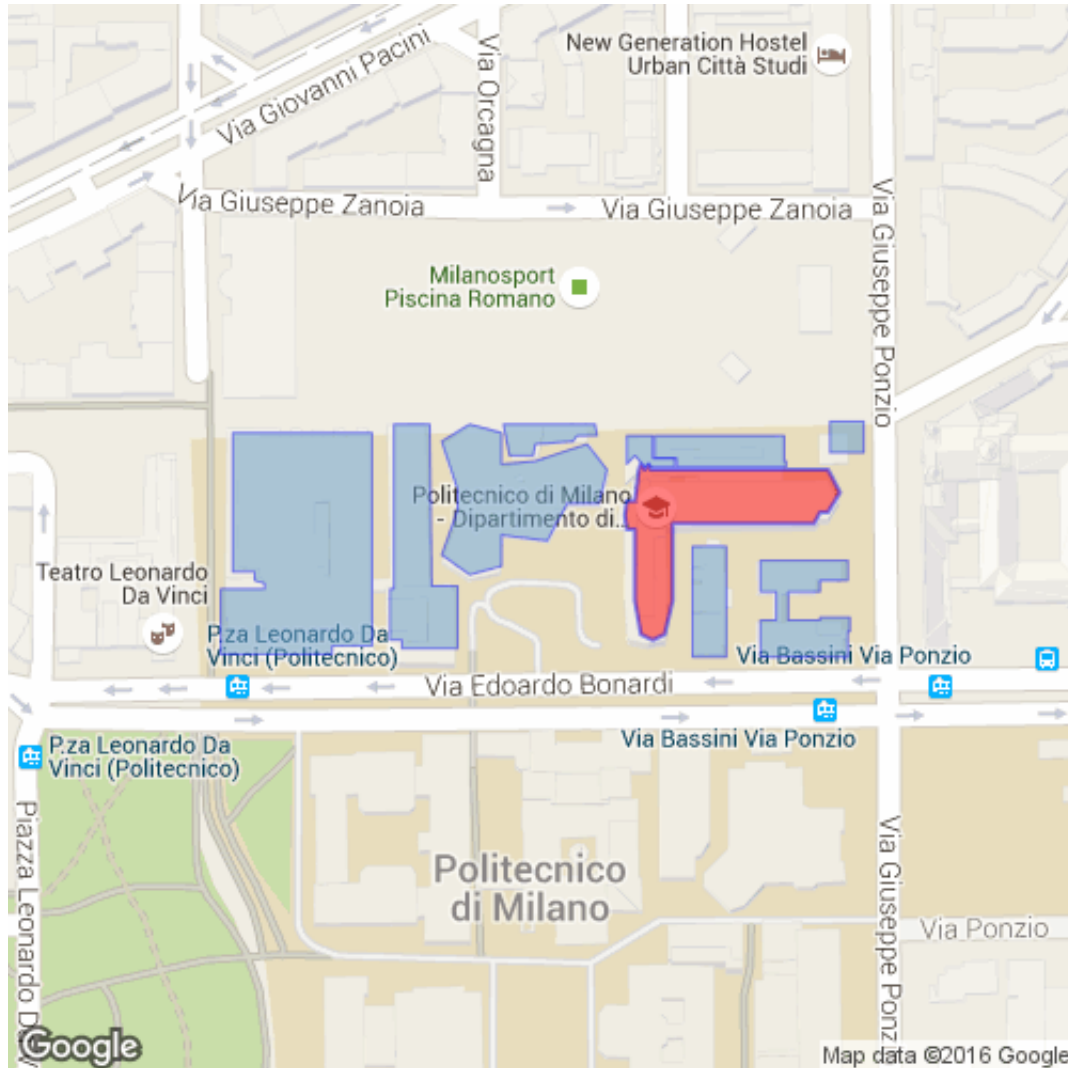 New Generation Hostel
Urban Città Studi
Via Giovanni Pacini
Via Orcagna
Via Giuseppe Zanoia
Via Giuseppe Zanoia
Via Giuseppe Ponzio
Milanosport
Piscina Romano
Politecnico di Milano
- Dipartimento di...
Teatro Leonardo
Da Vinci
P.za Leonardo Da
Vinci (Politecnico)
Via Bassini Via Ponzio
Via Edoardo Bonardi
Via Bassini Via Ponzio
P.za Leonardo Da
Vinci (Politecnico)
Piazza Leonardo
Politecnico
di Milano
Via Giuseppe Ponzio
Via Ponzio
Google
Map data ©2016 Google